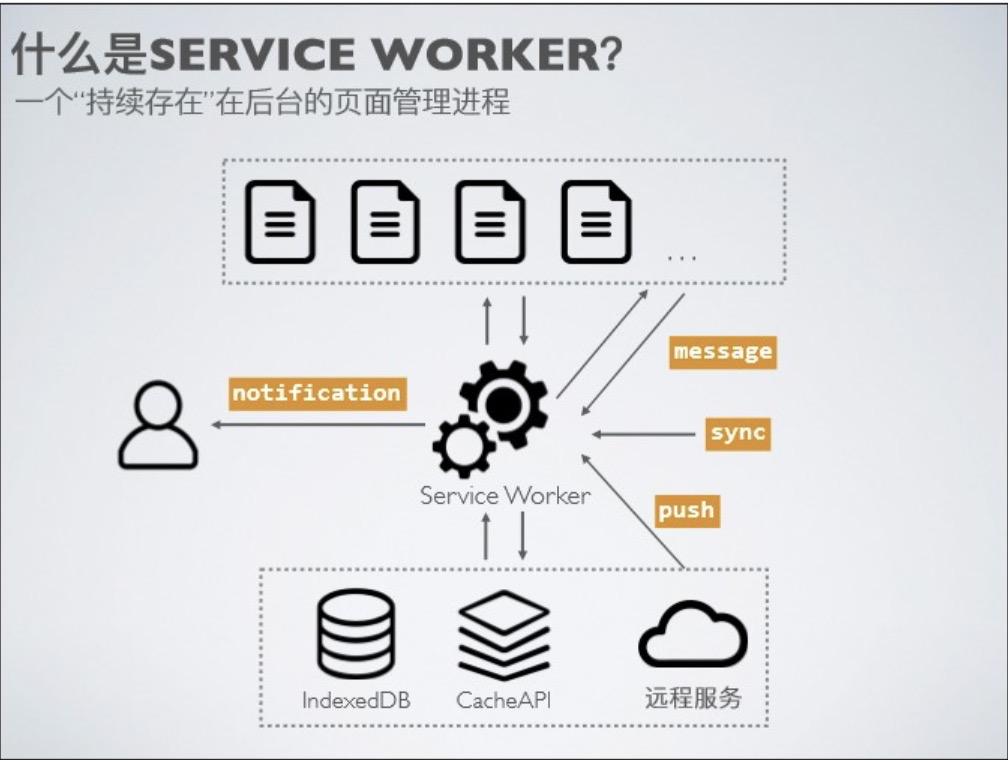 什么是SERVICE WORKER?
一个“持续存在”在后台的页面管理进程
...
message
notification
sync
Service Worker
push
IndexedDB
CacheAPI
远程服务